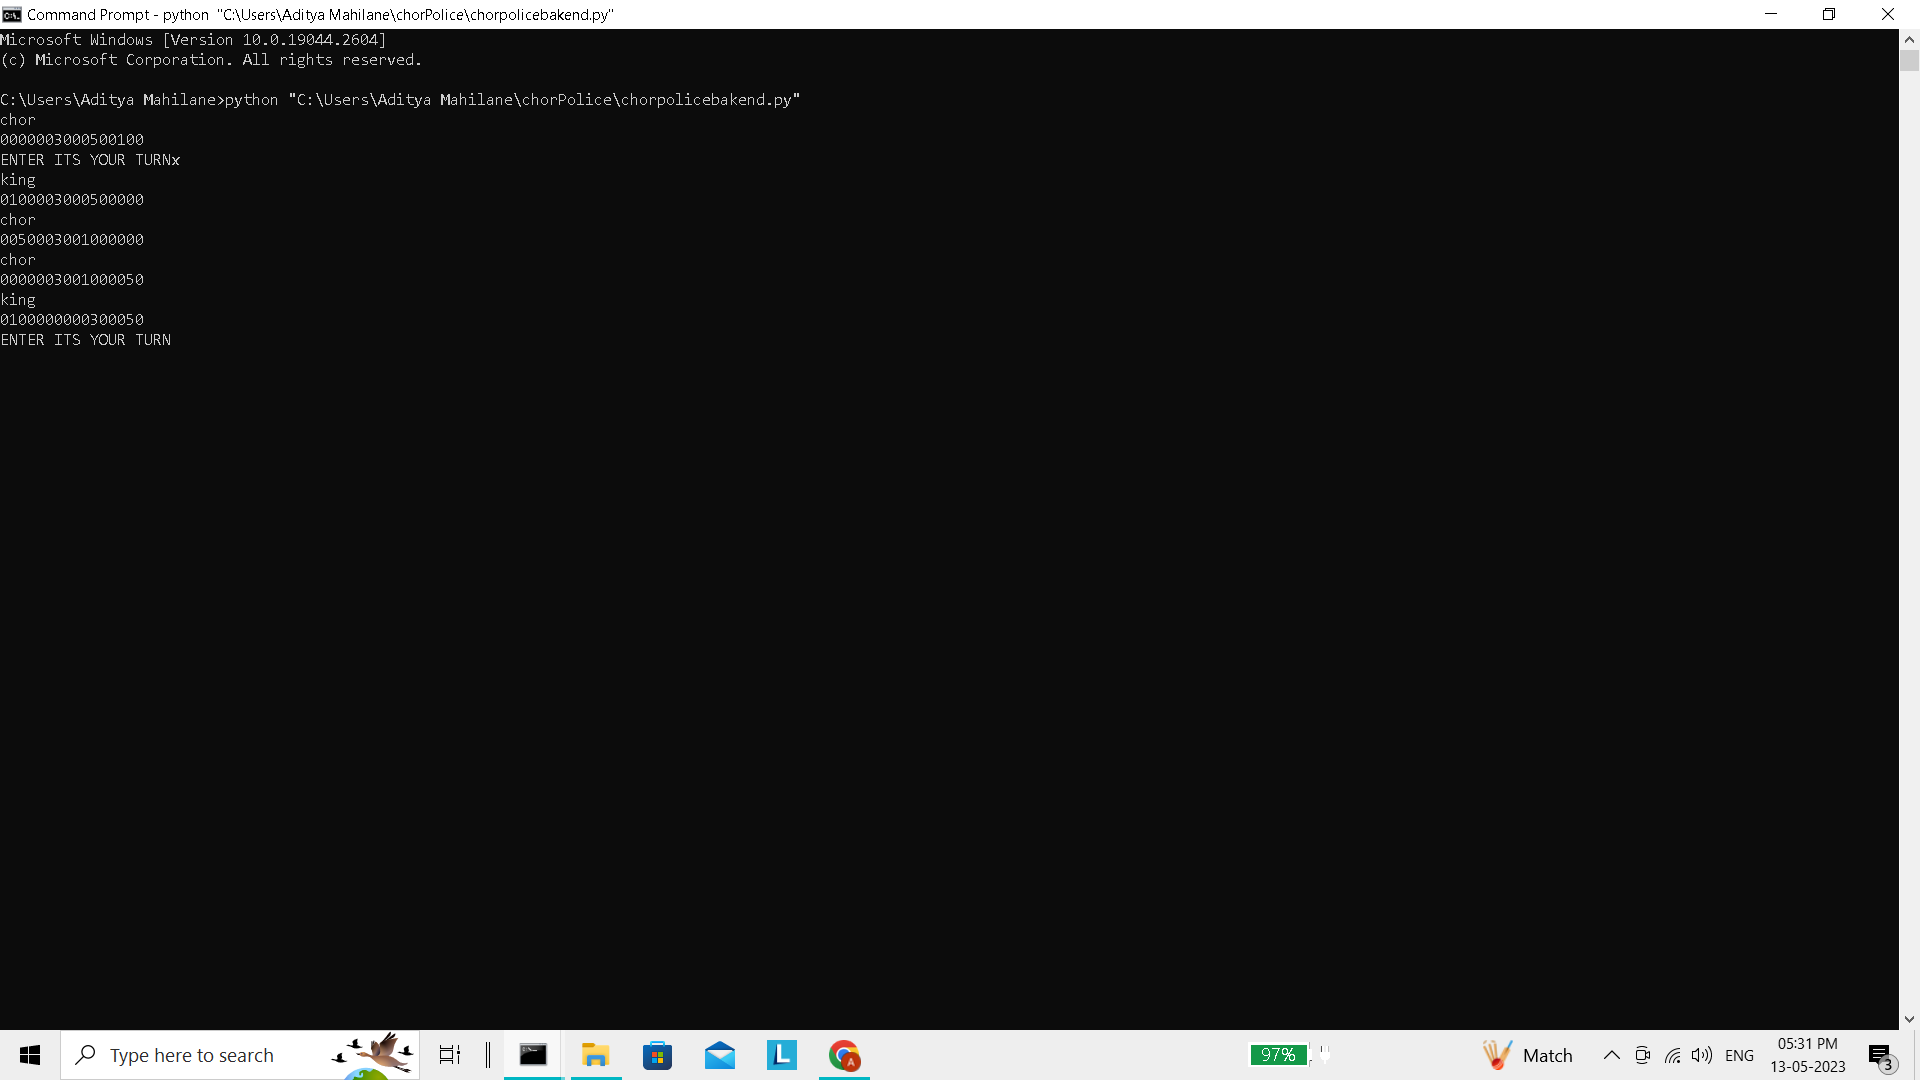 Command Prompt - python  "C:\Users\Aditya Mahilane\chorPolice\chorpolicebakend.py"
Microsoft Windows [Version 10.0.19044.2604]
(c) Microsoft Corporation. All rights reserved.
C:\Users\Aditya Mahilane>python "C:\Users\Aditya Mahilane\chorPolice\chorpolicebakend.py"
chor
0000003000500100
ENTER ITS YOUR TURNx
king
0100003000500000
chor
0050003001000000
chor
0000003001000050
king
0100000000300050
ENTER ITS YOUR TURN
Type here to search
97%
Match
ENG
05:31 PM
13-05-2023
3